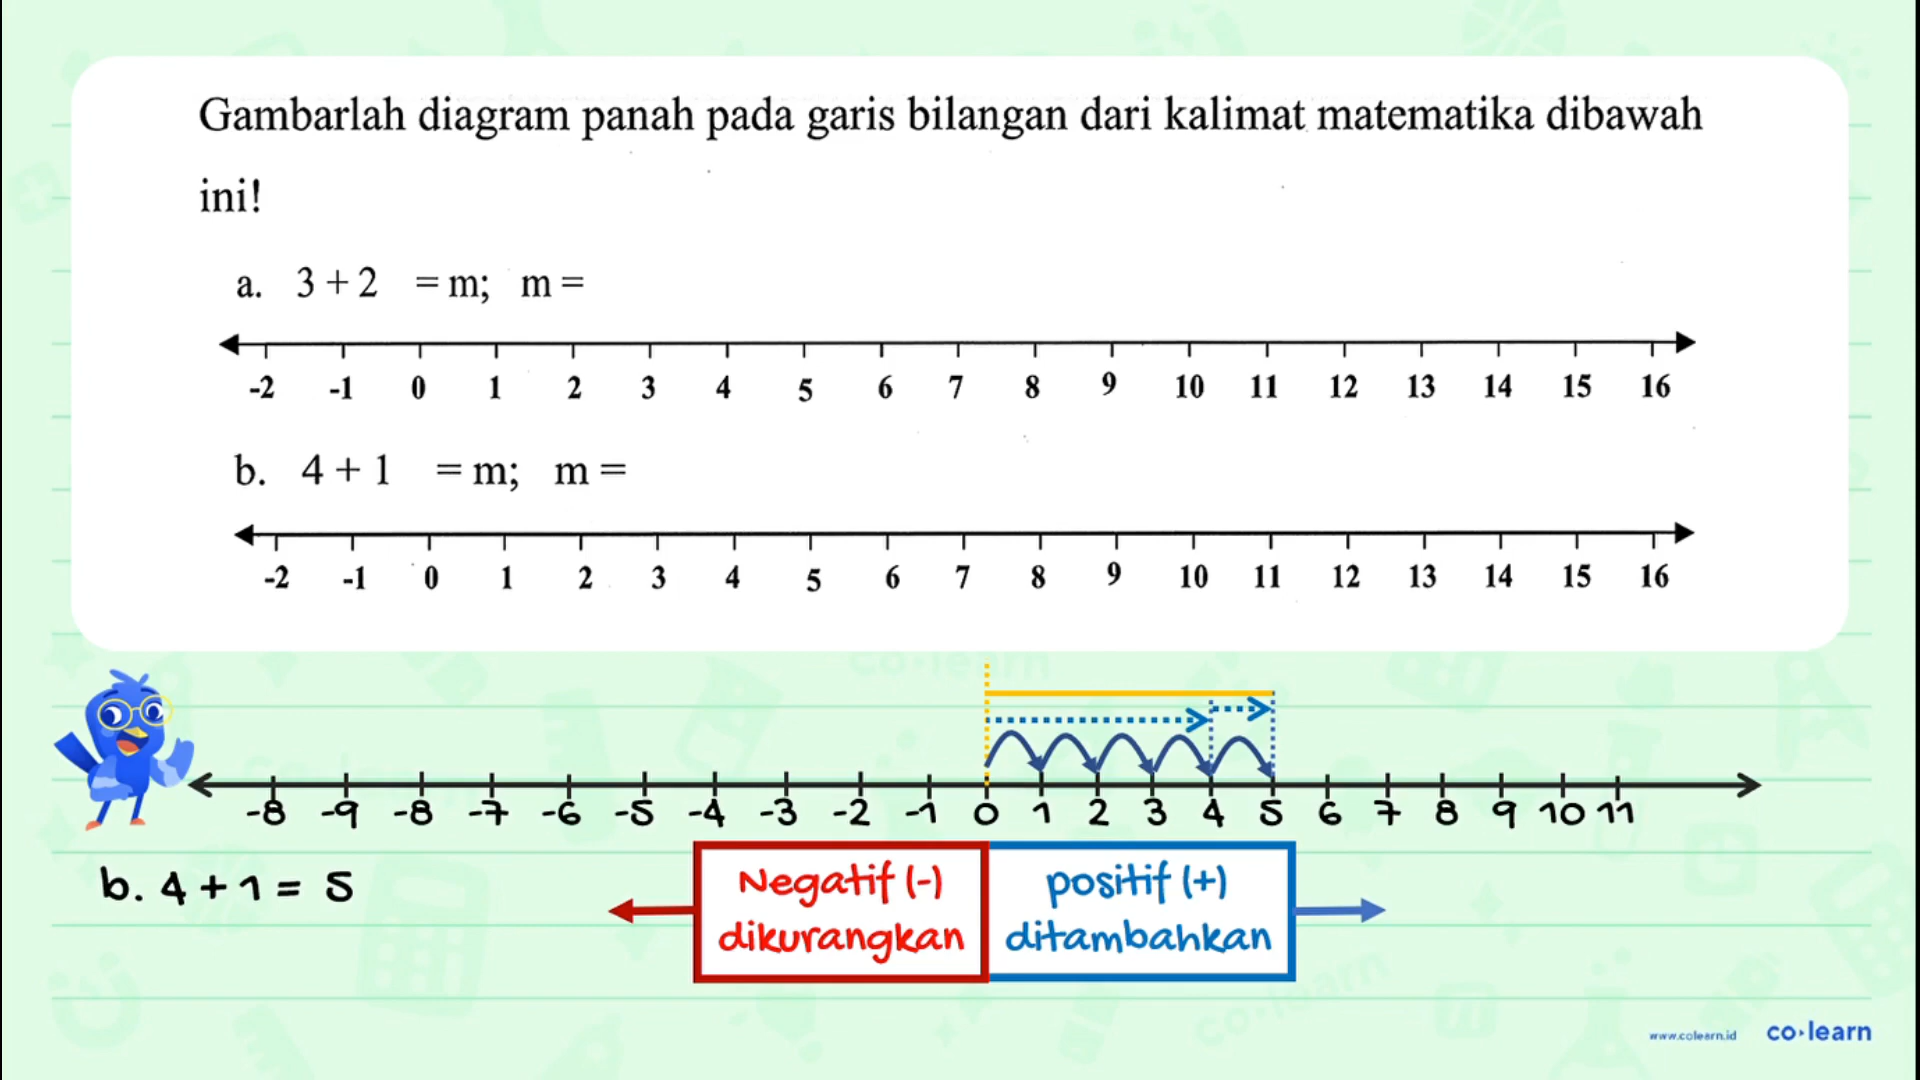 Gambarlah diagram panah pada garis bilangan dari kalimat matematika dibawah
ini!
a. 3 + 2 = m; m =
-2 -1 0 1 2 3 4 5 6 7 8 9 10 11 12 13 14 15 16
b. 4 + 1 = m; m =
-2 -1 0 1 2 3 4 5 6 7 8 9 10 11 12 13 14 15 16
-8 -9 -8 -7 -6 -5 -4 -3 -2 -1 0 1 2 3 4 5 6 7 8 9 10 11
b. 4 + 1 = 5
Negatif (-)
dikurangkan
positif (+)
ditambahkan
www.colearn.id
co learn